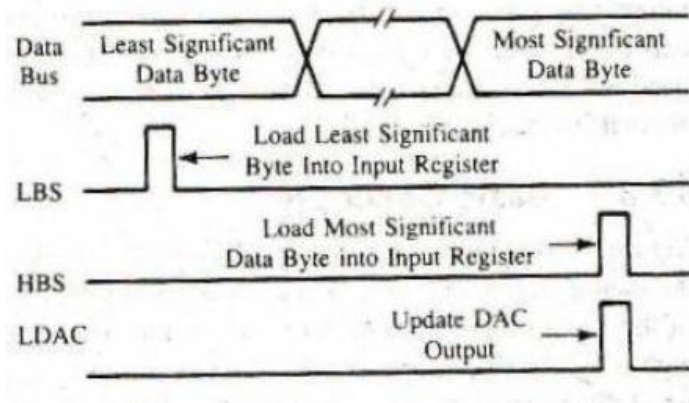 Data
Bus
Least Significant
Data Byte
Most Significant
Data Byte
Load Least Significant
Byte Into Input Register
LBS
Load Most Significant
Data Byte into Input Register
HBS
LDAC
Update DAC
Output